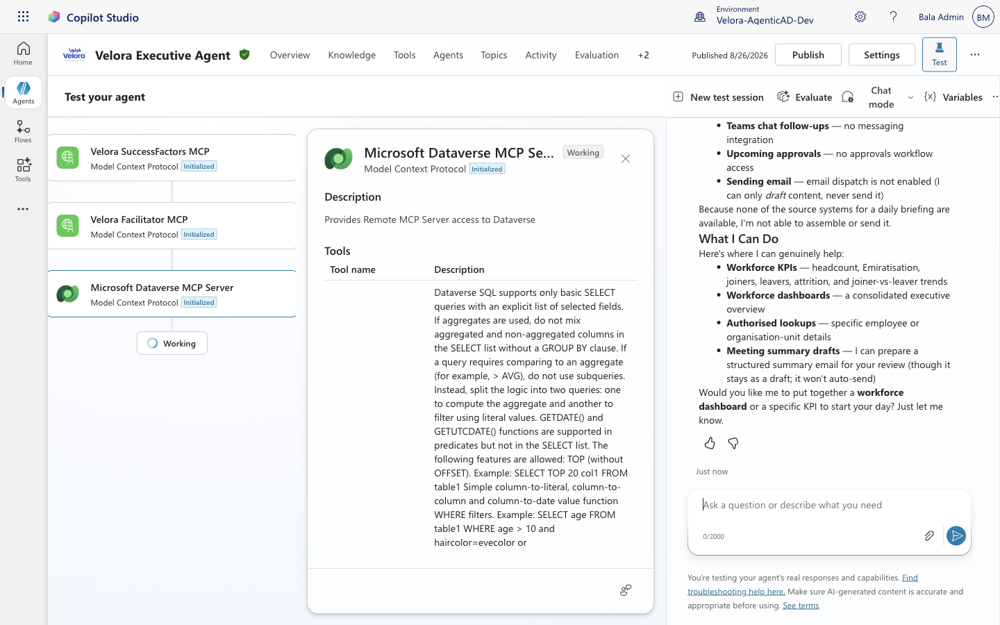 Copilot Studio
Environment
Velora-AgenticAD-Dev
Bala Admin
BM
Home
Agents
Flows
Tools
فيلورا
Velora
Velora Executive Agent
Overview
Knowledge
Tools
Agents
Topics
Activity
Evaluation
+2
Published 8/26/2026
Publish
Settings
Test
Test your agent
New test session
Evaluate
Chat
mode
{x} Variables
Velora SuccessFactors MCP
Model Context Protocol Initialized
Velora Facilitator MCP
Model Context Protocol Initialized
Microsoft Dataverse MCP Server
Model Context Protocol Initialized
Working
Microsoft Dataverse MCP Se...
Working
Model Context Protocol Initialized
Description
Provides Remote MCP Server access to Dataverse
Tools
Tool name
Description
Dataverse SQL supports only basic SELECT
queries with an explicit list of selected fields.
If aggregates are used, do not mix
aggregated and non-aggregated columns in
the SELECT list without a GROUP BY clause. If
a query requires comparing to an aggregate
(for example, > AVG), do not use subqueries.
Instead, split the logic into two queries: one
to compute the aggregate and another to
filter using literal values. GETDATE() and
GETUTCDATE() functions are supported in
predicates but not in the SELECT list. The
following features are allowed: TOP (without
OFFSET). Example: SELECT TOP 20 col1 FROM
table1 Simple column-to-literal, column-to-
column and column-to-date value function
WHERE filters. Example: SELECT age FROM
table1 WHERE age > 10 and
haircolor=eyecolor or
• Teams chat follow-ups — no messaging
integration
• Upcoming approvals — no approvals workflow
access
• Sending email — email dispatch is not enabled (I
can only draft content, never send it)
Because none of the source systems for a daily briefing are
available, I'm not able to assemble or send it.
What I Can Do
Here's where I can genuinely help:
• Workforce KPIs — headcount, Emiratisation,
joiners, leavers, attrition, and joiner-vs-leaver trends
• Workforce dashboards — a consolidated executive
overview
• Authorised lookups — specific employee or
organisation-unit details
• Meeting summary drafts — I can prepare a
structured summary email for your review (though it
stays as a draft; it won't auto-send)
Would you like me to put together a workforce
dashboard or a specific KPI to start your day? Just let me
know.
Just now
Ask a question or describe what you need
0/2000
You're testing your agent's real responses and capabilities. Find
troubleshooting help here. Make sure AI-generated content is accurate and
appropriate before using. See terms